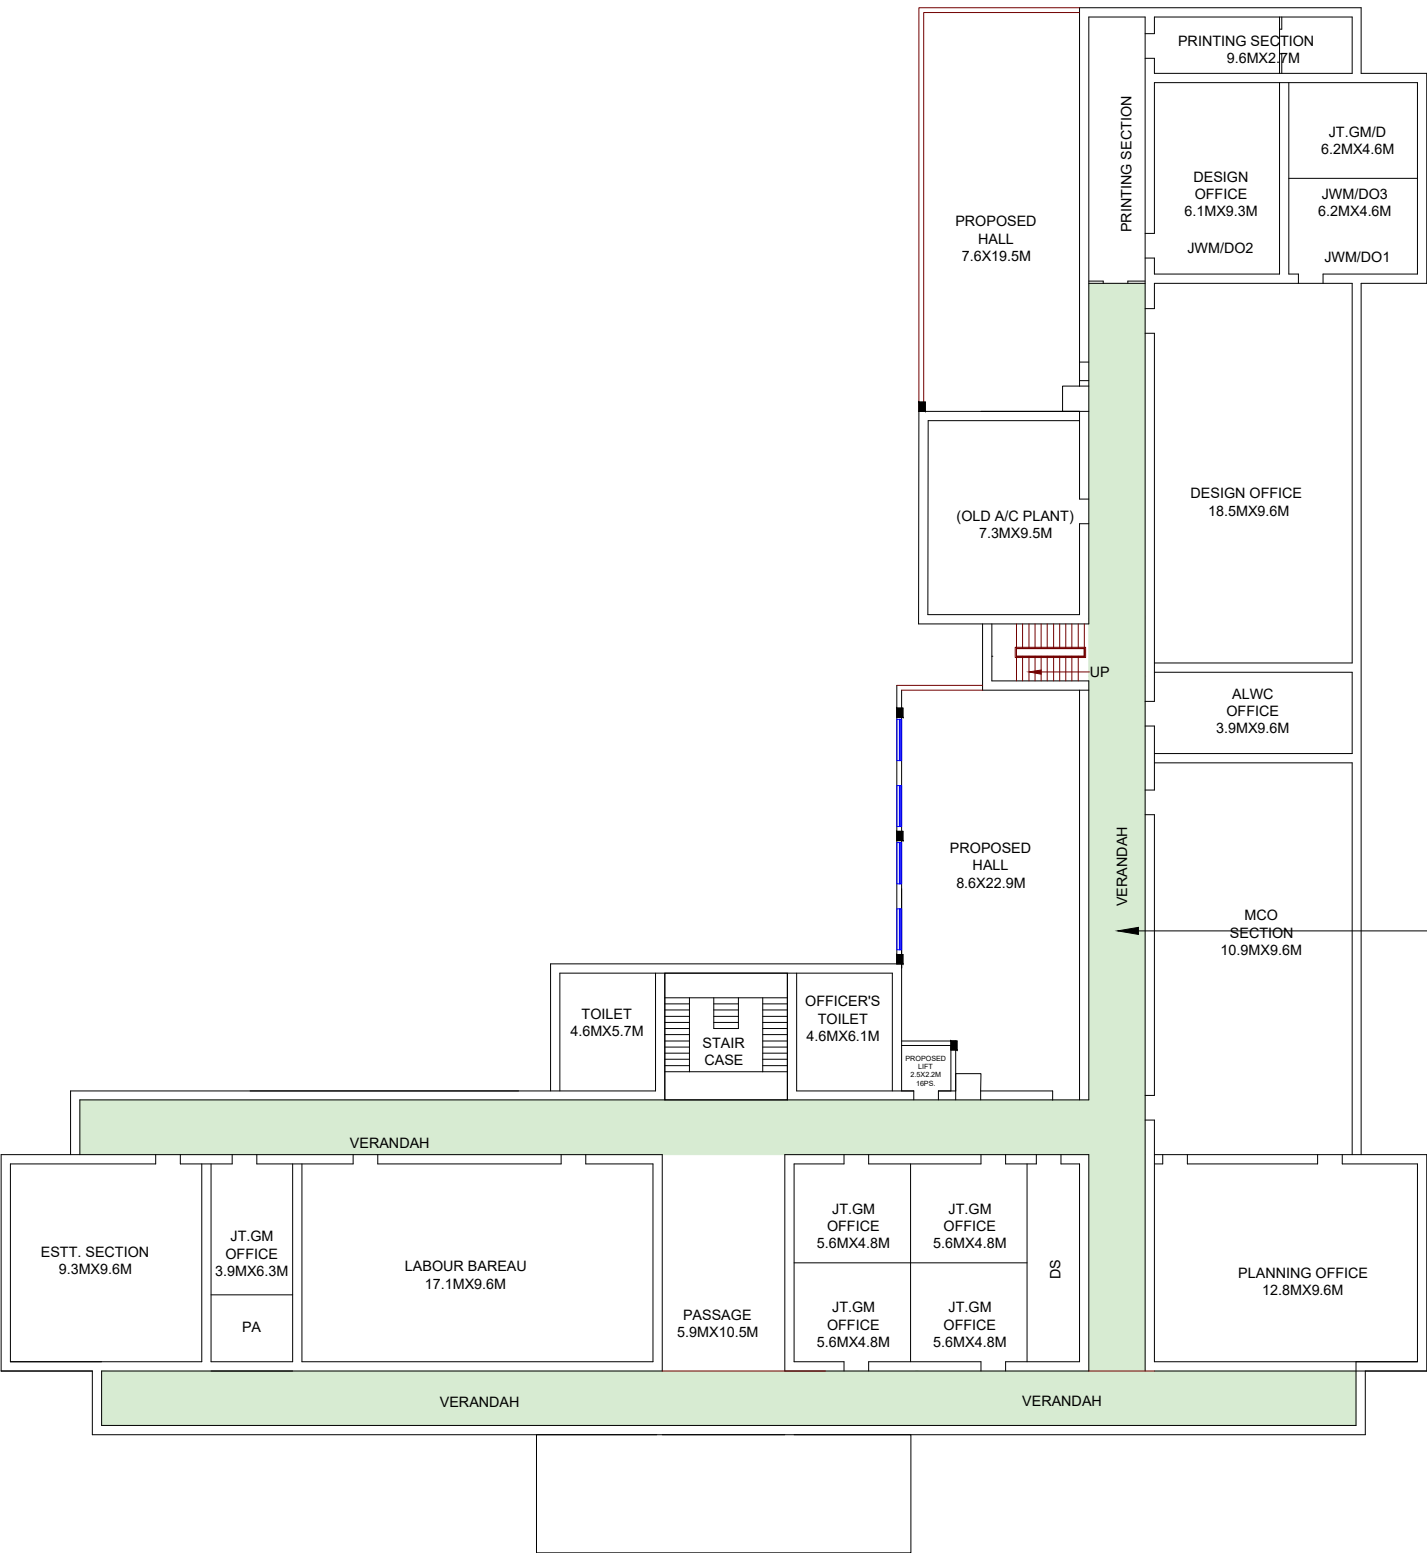 PRINTING SECTION
9.6MX2.7M
PRINTING SECTION
JT.GM/D
6.2MX4.6M
DESIGN
OFFICE
6.1MX9.3M
JWM/DO2
JWM/DO3
6.2MX4.6M
JWM/DO1
PROPOSED
HALL
7.6X19.5M
DESIGN OFFICE
18.5MX9.6M
(OLD A/C PLANT)
7.3MX9.5M
UP
ALWC
OFFICE
3.9MX9.6M
PROPOSED
HALL
8.6X22.9M
VERANDAH
MCO
SECTION
10.9MX9.6M
TOILET
4.6MX5.7M
STAIR
CASE
OFFICER'S
TOILET
4.6MX6.1M
PROPOSED
LIFT
2.5X2.2M
16PS.
VERANDAH
ESTT. SECTION
9.3MX9.6M
JT.GM
OFFICE
3.9MX6.3M
PA
LABOUR BAREAU
17.1MX9.6M
PASSAGE
5.9MX10.5M
JT.GM
OFFICE
5.6MX4.8M
JT.GM
OFFICE
5.6MX4.8M
JT.GM
OFFICE
5.6MX4.8M
JT.GM
OFFICE
5.6MX4.8M
DS
PLANNING OFFICE
12.8MX9.6M
VERANDAH
VERANDAH